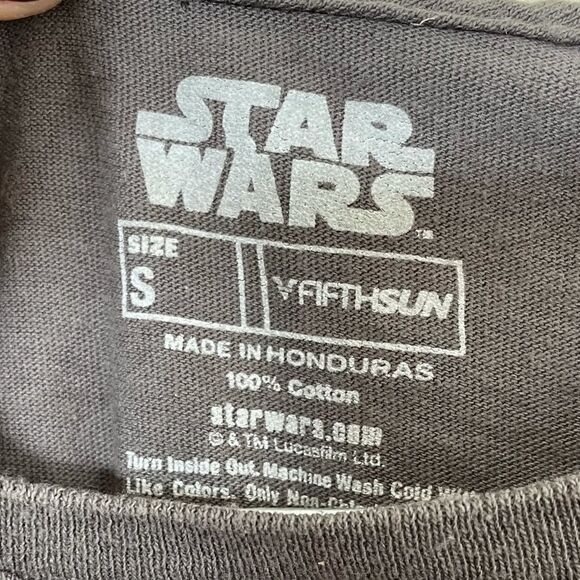 STAR
WARS™
SIZE
S
FIFTHSUN
MADE IN HONDURAS
100% Cotton
starwars.com
© & TM Lucasfilm Ltd.
Turn Inside Out. Machine Wash Cold
Like Colors. Only